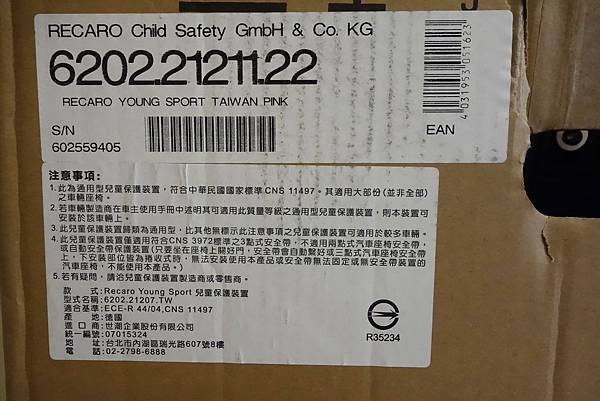 RECARO Child Safety GmbH & Co. KG
6202.21211.22
RECARO YOUNG SPORT TAIWAN PINK
S/N
602559405
4 031953 051623
EAN
注意事項:
1.此為通用型兒童保護裝置，符合中華民國國家標準 CNS 11497。其適用大部份(並非全部)
之車輛座椅。
2.若車輛製造商在車主使用手冊中述明其可適用此質量等級之通用型兒童保護裝置，則本裝置可
安裝於該車輛上。
3.此兒童保護裝置歸類為通用型，比其他無標示此注意事項之兒童保護裝置可適用於較多車輛。
4.此兒童保護裝置僅適用符合CNS 3972標準之3點式安全帶，不適用兩點式汽車座椅安全帶，
或自動安全帶保護裝置(只要坐在座椅上關好門，安全帶會自動繫好或三點式汽車座椅安全帶
上，下安裝部位皆為捲收式時，無法安裝使用本產品或安全帶無法固定或無安全帶裝置的
汽車座椅，不能使用本產品)。
5.若有疑問，請洽兒童保護裝置製造商或零售商。
款 式:Recaro Young Sport 兒童保護裝置
型式名稱:6202.21207.TW
適合基準:ECE-R 44/04,CNS 11497
產 地:德國
進 口 商:世潮企業股份有限公司
統一編號:07015324
地 址:台北市內湖區瑞光路607號8樓
電 話:02-2798-6888
R35234